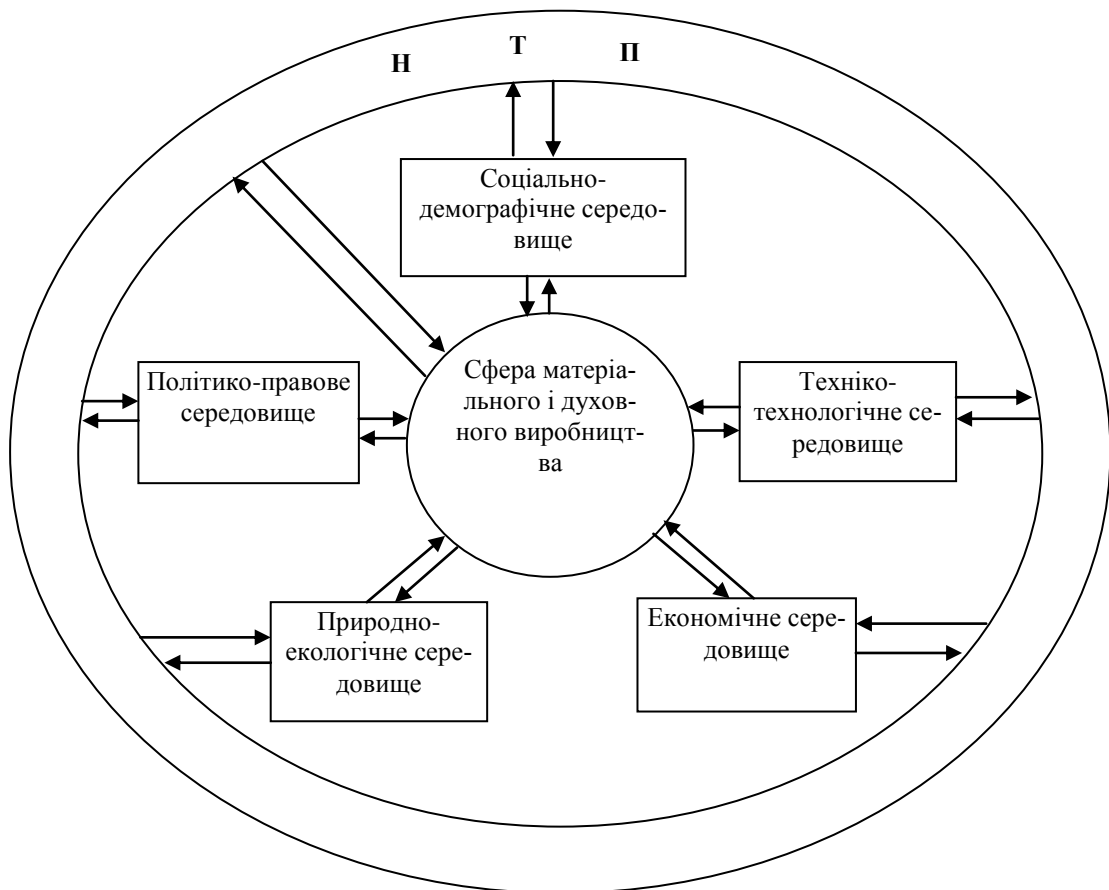 Н Т П
Соціально-
демографічне середо-
вище
Політико-правове
середовище
Сфера матеріа-
льного і духов-
ного виробницт-
ва
Техніко-
технологічне се-
редовище
Природно-
екологічне сере-
довище
Економічне сере-
довище